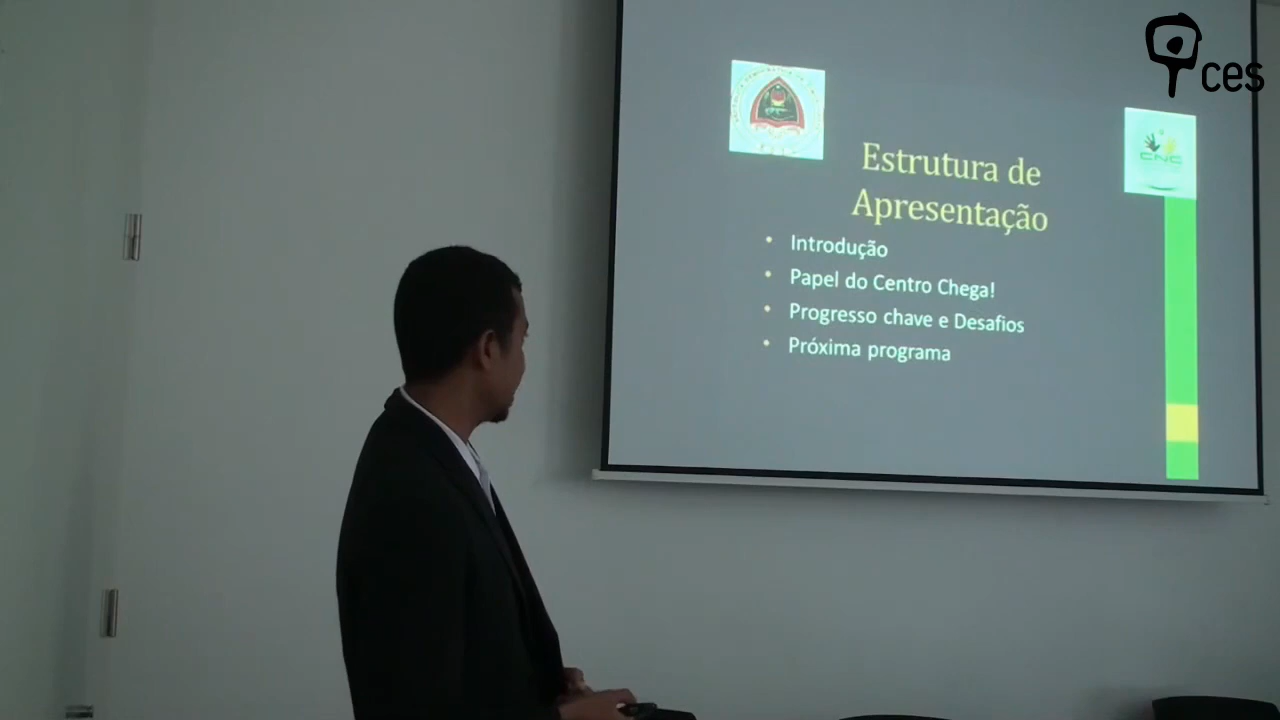 ces
CNC
Estrutura de
Apresentação
• Introdução
• Papel do Centro Chega!
• Progresso chave e Desafios
• Próxima programa